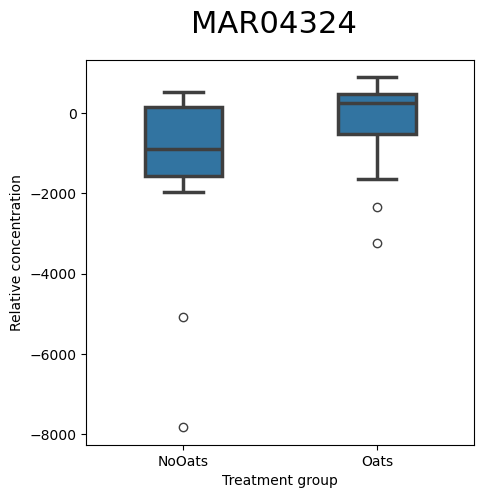 MAR04324
Relative concentration
0
−2000
−4000
−6000
−8000
NoOats
Oats
Treatment group